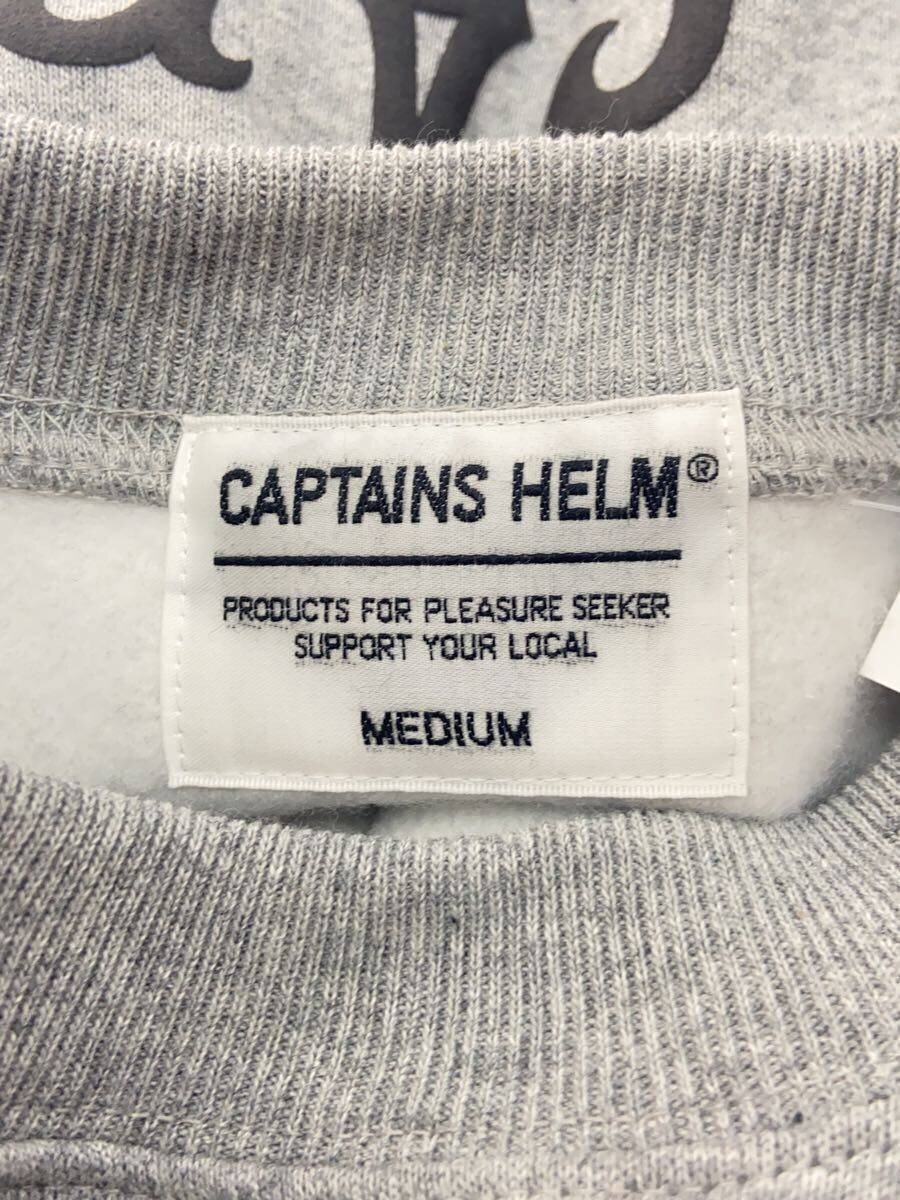 CAPTAINS HELM®
PRODUCTS FOR PLEASURE SEEKER
SUPPORT YOUR LOCAL
MEDIUM